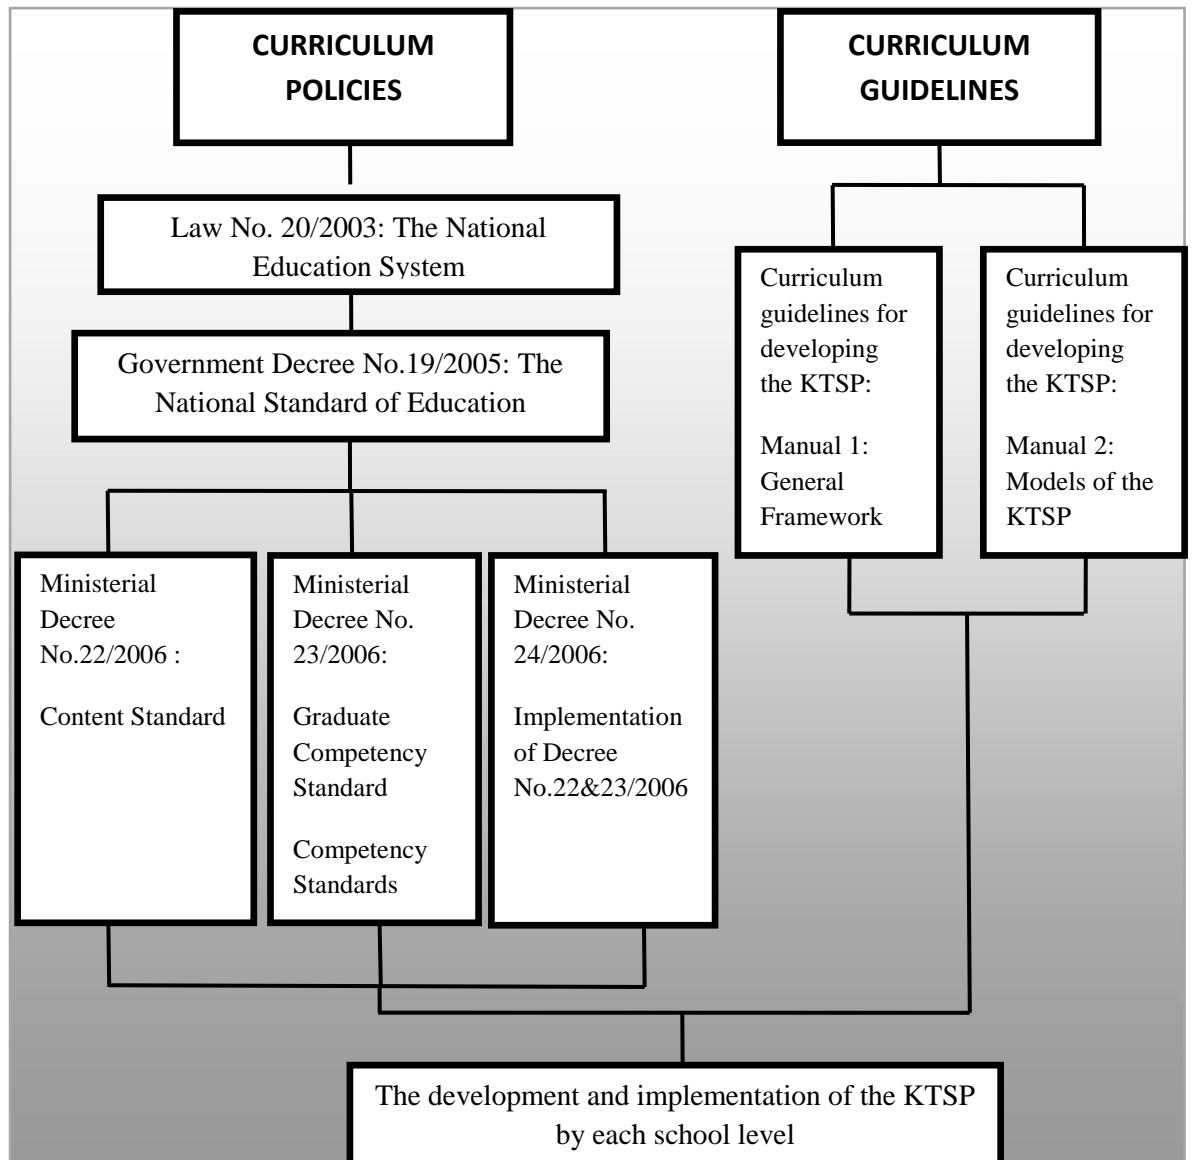 CURRICULUM
POLICIES
CURRICULUM
GUIDELINES
Law No. 20/2003: The National
Education System
Government Decree No.19/2005: The
National Standard of Education
Curriculum
guidelines for
developing
the KTSP:
Manual 1:
General
Framework
Curriculum
guidelines for
developing
the KTSP:
Manual 2:
Models of the
KTSP
Ministerial
Decree
No.22/2006 :
Content Standard
Ministerial
Decree No.
23/2006:
Graduate
Competency
Standard
Competency
Standards
Ministerial
Decree No.
24/2006:
Implementation
of Decree
No.22&23/2006
The development and implementation of the KTSP
by each school level